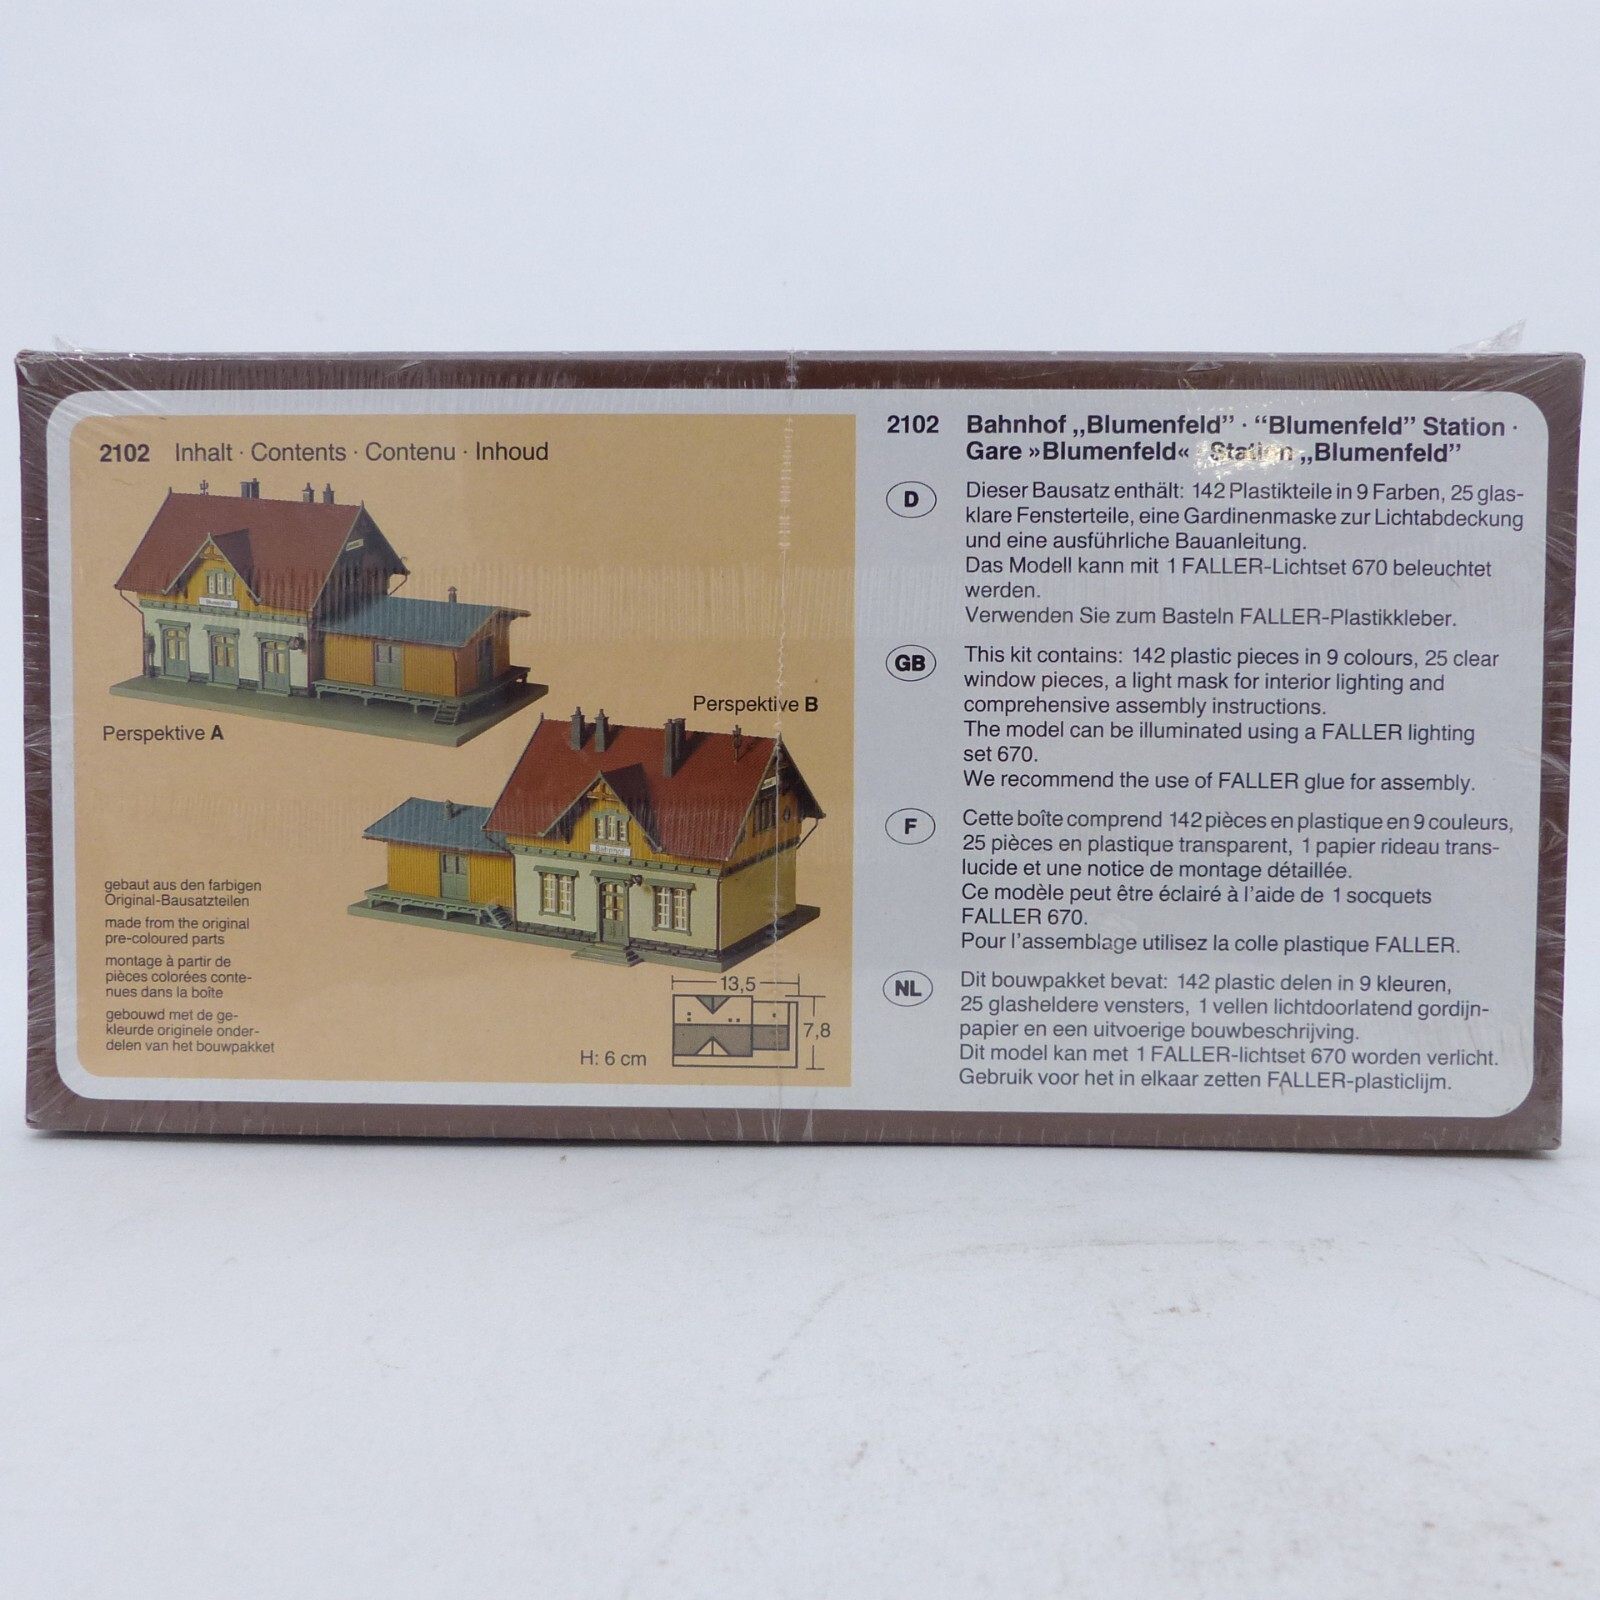 2102 Inhalt · Contents · Contenu · Inhoud
Blumenfeld
Perspektive A
Perspektive B
Bahnhof
gebaut aus den farbigen
Original-Bausatzteilen
made from the original
pre-coloured parts
montage à partir de
pièces colorées conte-
nues dans la boîte
gebouwd met de ge-
kleurde originele onder-
delen van het bouwpakket
13,5
7,8
H: 6 cm
2102 Bahnhof „Blumenfeld” · “Blumenfeld” Station ·
Gare »Blumenfeld« Station „Blumenfeld”
D
Dieser Bausatz enthält: 142 Plastikteile in 9 Farben, 25 glas-
klare Fensterteile, eine Gardinenmaske zur Lichtabdeckung
und eine ausführliche Bauanleitung.
Das Modell kann mit 1 FALLER-Lichtset 670 beleuchtet
werden.
Verwenden Sie zum Basteln FALLER-Plastikkleber.
GB
This kit contains: 142 plastic pieces in 9 colours, 25 clear
window pieces, a light mask for interior lighting and
comprehensive assembly instructions.
The model can be illuminated using a FALLER lighting
set 670.
We recommend the use of FALLER glue for assembly.
F
Cette boîte comprend 142 pièces en plastique en 9 couleurs,
25 pièces en plastique transparent, 1 papier rideau trans-
lucide et une notice de montage détaillée.
Ce modèle peut être éclairé à l'aide de 1 socquets
FALLER 670.
Pour l'assemblage utilisez la colle plastique FALLER.
NL
Dit bouwpakket bevat: 142 plastic delen in 9 kleuren,
25 glasheldere vensters, 1 vellen lichtdoorlatend gordijn-
papier en een uitvoerige bouwbeschrijving.
Dit model kan met 1 FALLER-lichtset 670 worden verlicht.
Gebruik voor het in elkaar zetten FALLER-plasticlijm.